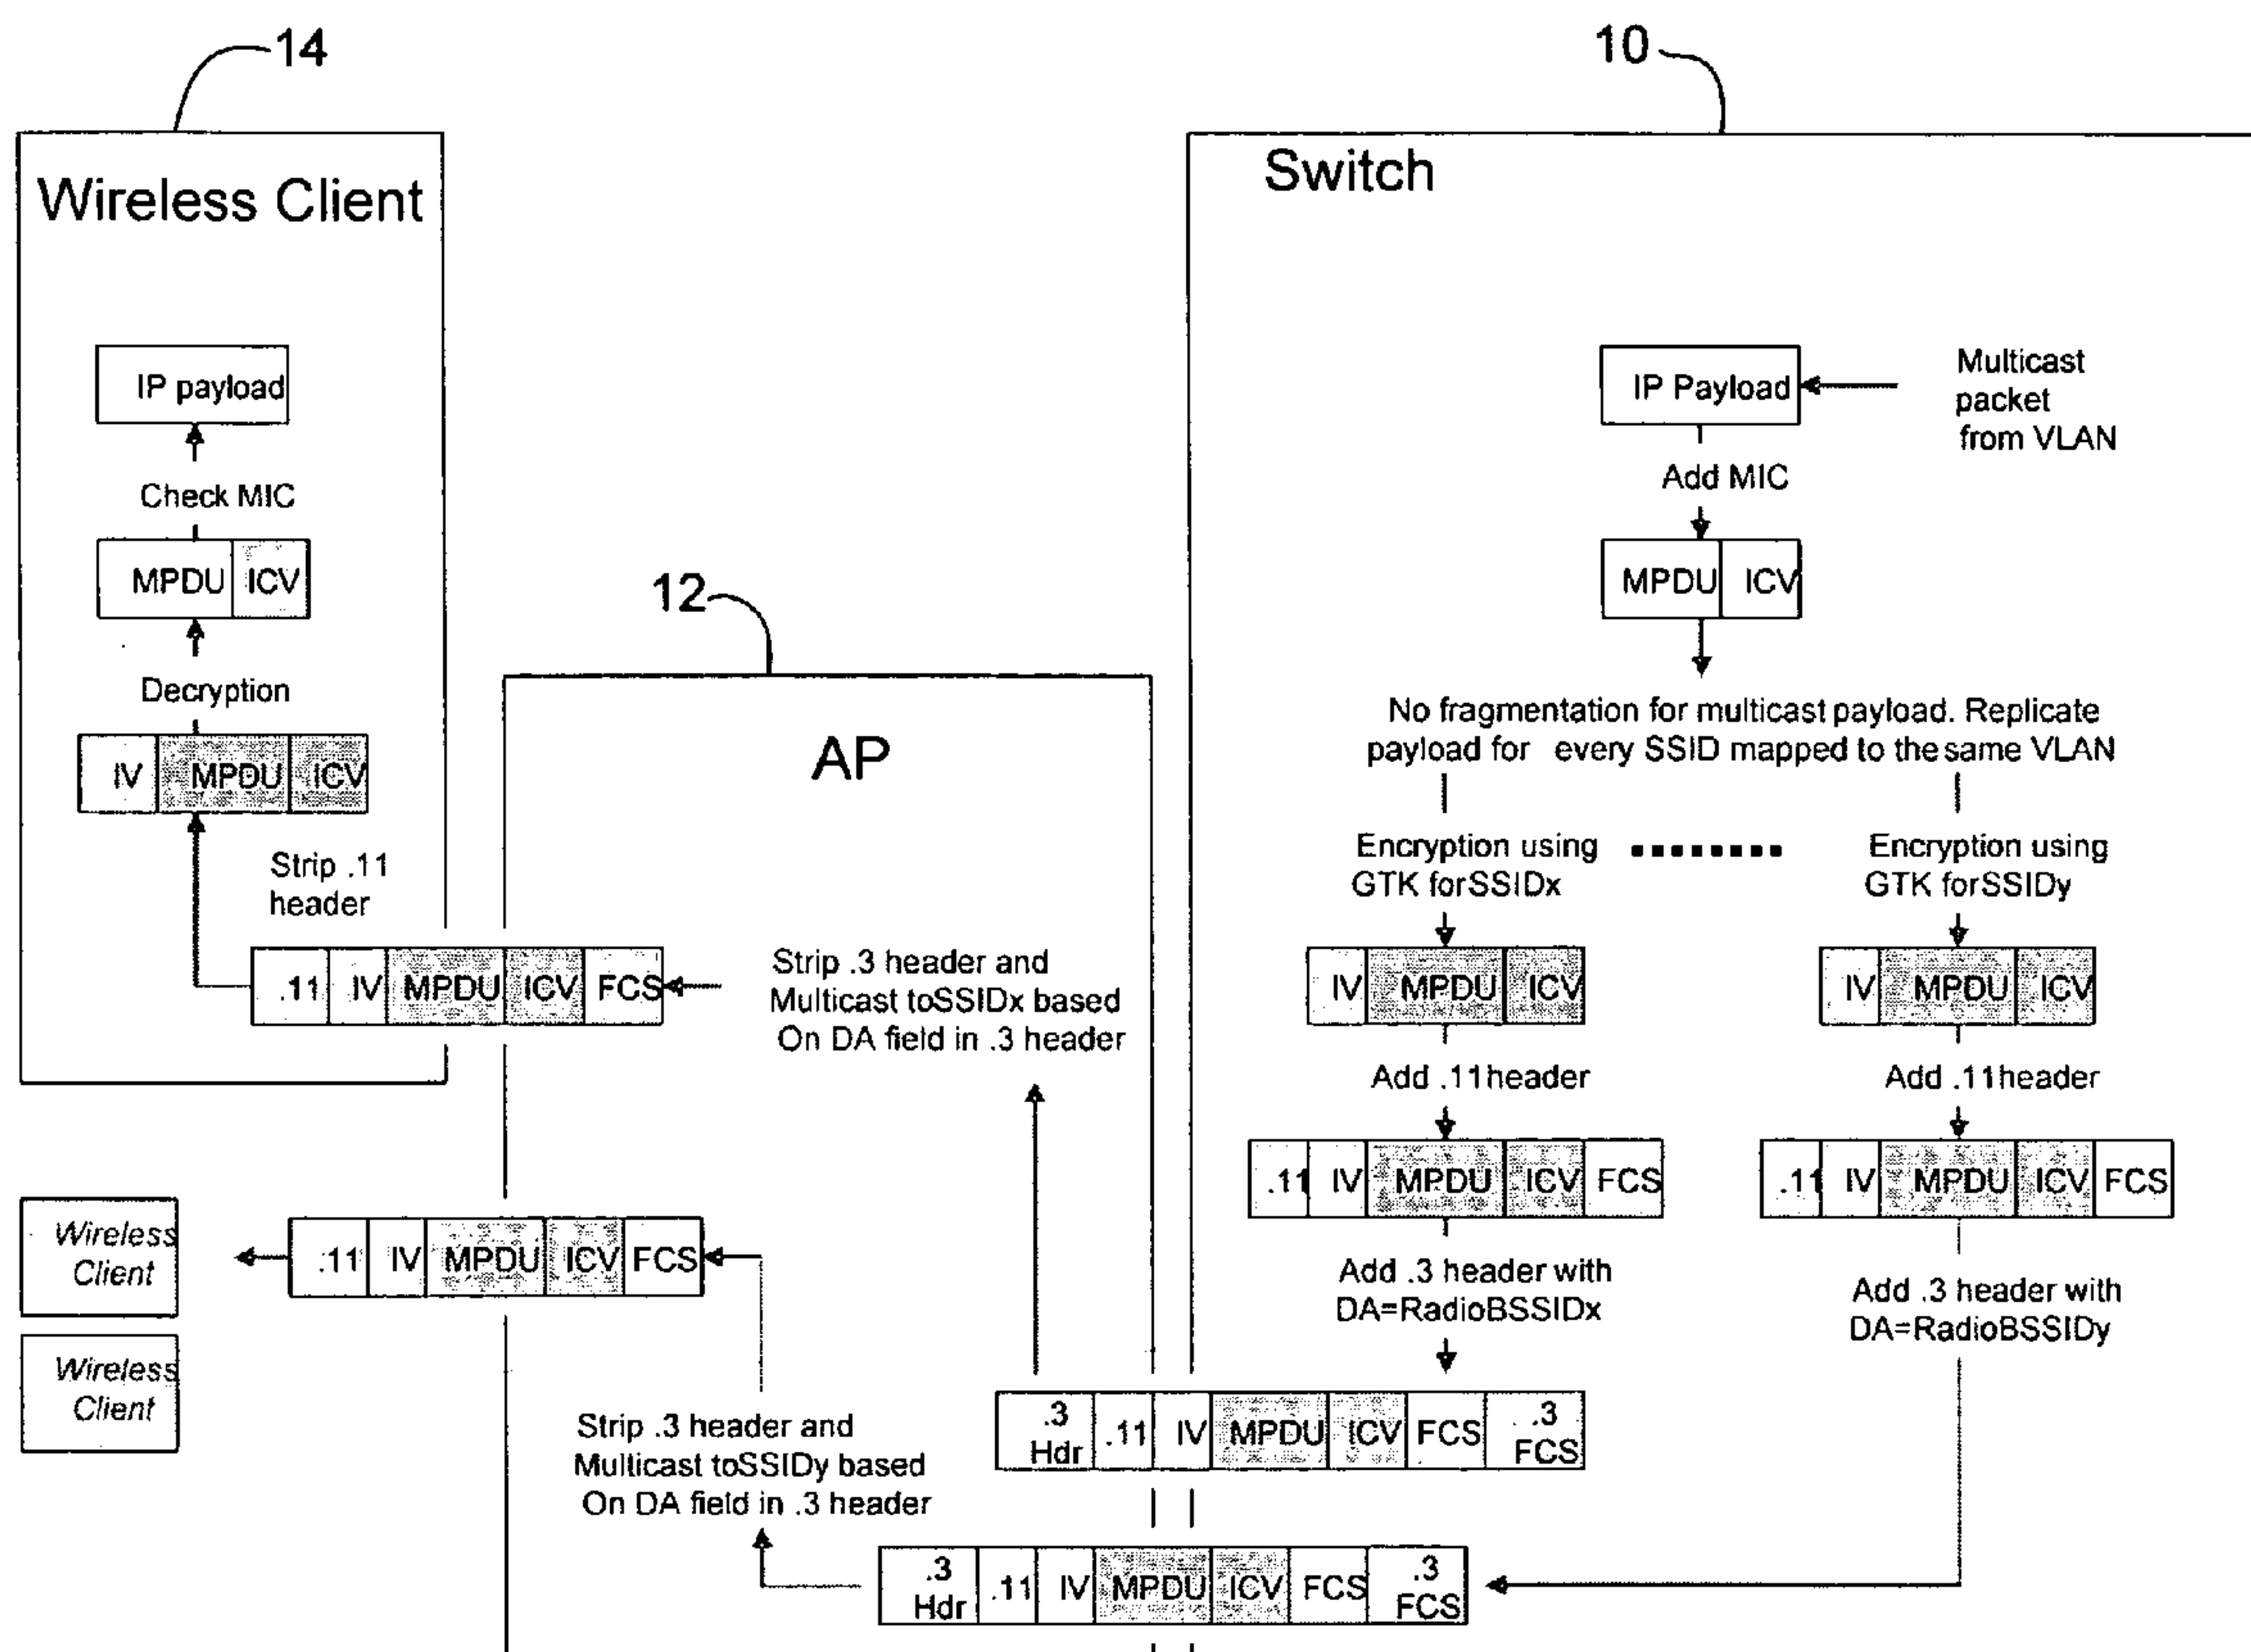 14
10
Wireless Client
Switch
IP payload
Check MIC
MPDU ICV
Decryption
IV MPDU ICV
Strip .11
header
12
AP
IP Payload
Multicast
packet
from VLAN
Add MIC
MPDU ICV
No fragmentation for multicast payload. Replicate
payload for every SSID mapped to the same VLAN
Encryption using
GTK forSSIDx
Encryption using
GTK forSSIDy
.11 IV MPDU ICV FCS
Strip .3 header and
Multicast toSSIDx based
On DA field in .3 header
IV MPDU ICV
IV MPDU ICV
Add .11header
Add .11header
.11 IV MPDU ICV FCS
.11 IV MPDU ICV FCS
Wireless
Client
.11 IV MPDU ICV FCS
Add .3 header with
DA=RadioBSSIDx
Add .3 header with
DA=RadioBSSIDy
Wireless
Client
Strip .3 header and
Multicast toSSIDy based
On DA field in .3 header
.3
Hdr .11 IV MPDU ICV FCS .3
FCS
.3
Hdr .11 IV MPDU ICV FCS .3
FCS